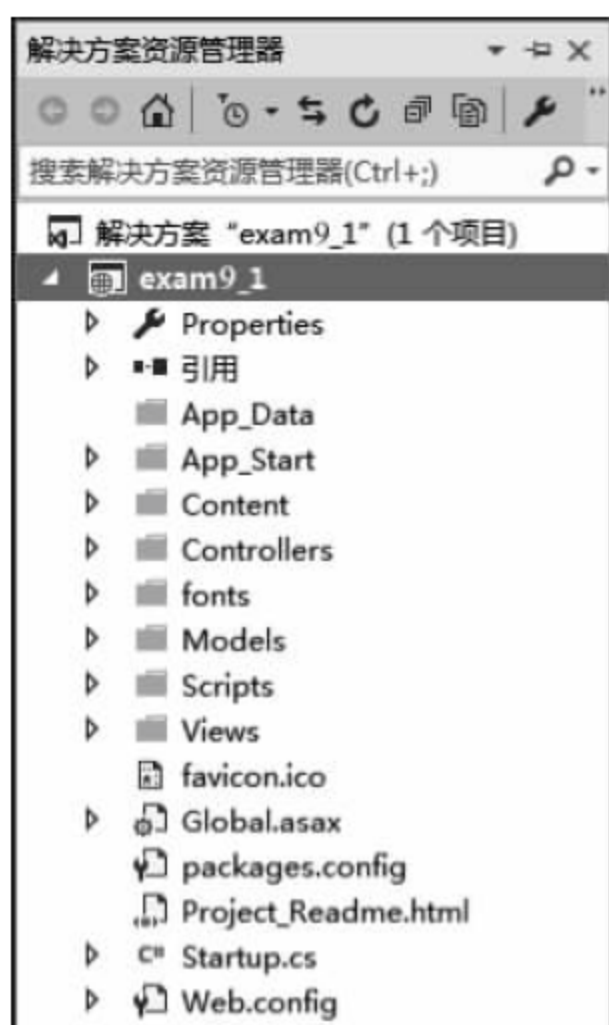 解决方案资源管理器
搜索解决方案资源管理器(Ctrl+;)
解决方案 "exam9_1" (1 个项目)
exam9_1
Properties
引用
App_Data
App_Start
Content
Controllers
fonts
Models
Scripts
Views
favicon.ico
Global.asax
packages.config
Project_Readme.html
C# Startup.cs
Web.config